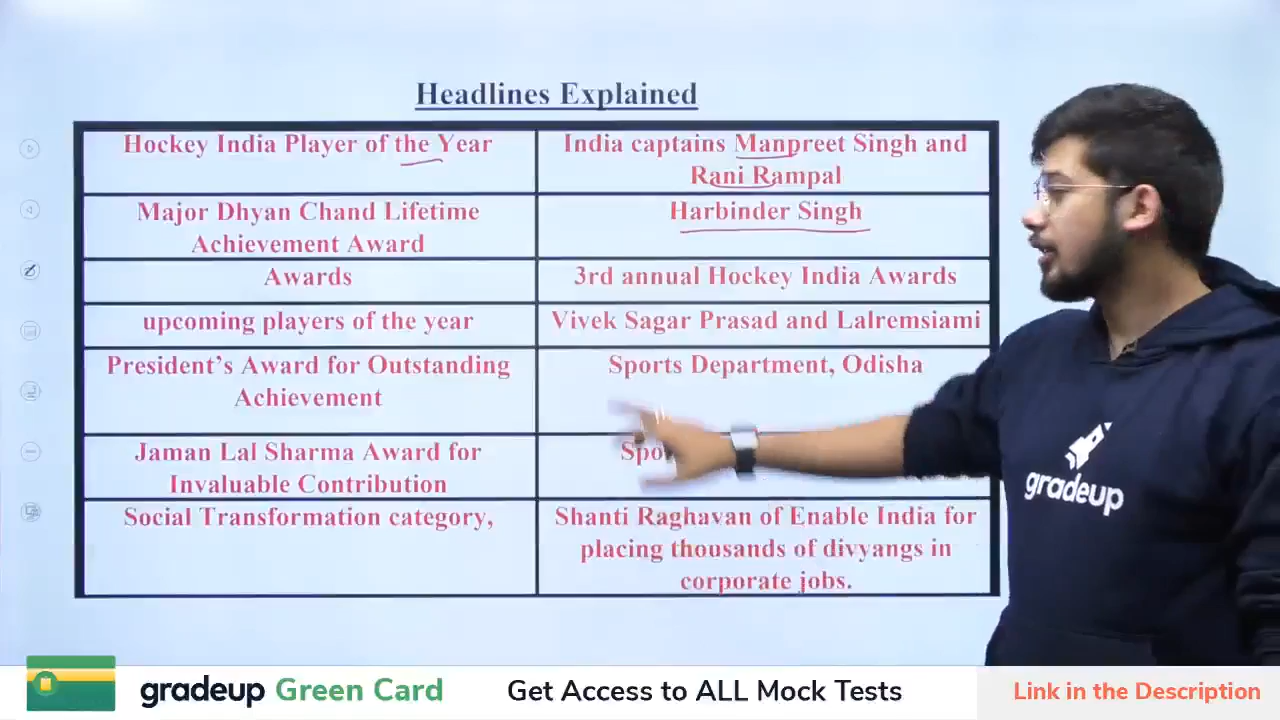 Headlines Explained
Hockey India Player of the Year
India captains Manpreet Singh and
Rani Rampal
Major Dhyan Chand Lifetime
Achievement Award
Harbinder Singh
Awards
3rd annual Hockey India Awards
upcoming players of the year
Vivek Sagar Prasad and Lalremsiami
President's Award for Outstanding
Achievement
Sports Department, Odisha
Jaman Lal Sharma Award for
Invaluable Contribution
Social Transformation category,
Shanti Raghavan of Enable India for
placing thousands of divyangs in
corporate jobs.
gradeup
gradeup Green Card
Get Access to ALL Mock Tests
Link in the Description